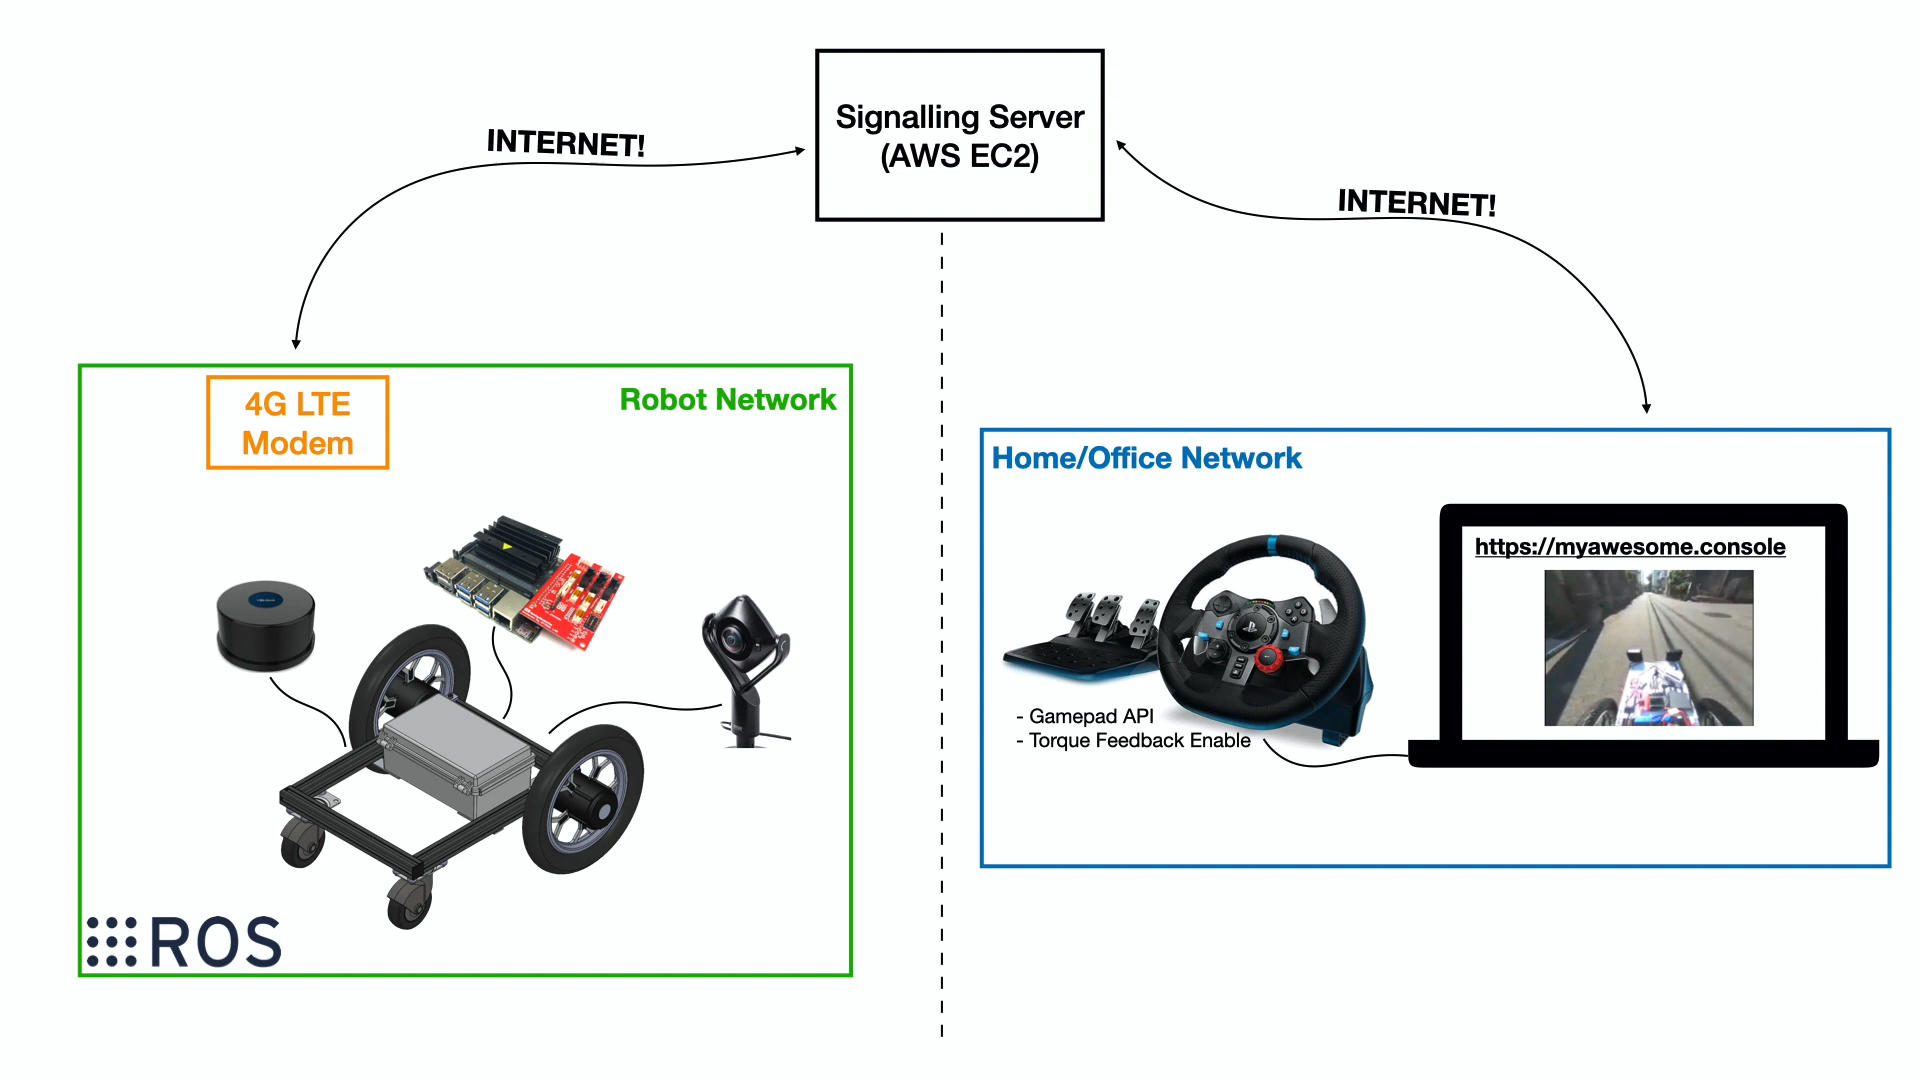 Signalling Server
(AWS EC2)
INTERNET!
INTERNET!
4G LTE
Modem
Robot Network
Home/Office Network
https://myawesome.console
- Gamepad API
- Torque Feedback Enable
ROS